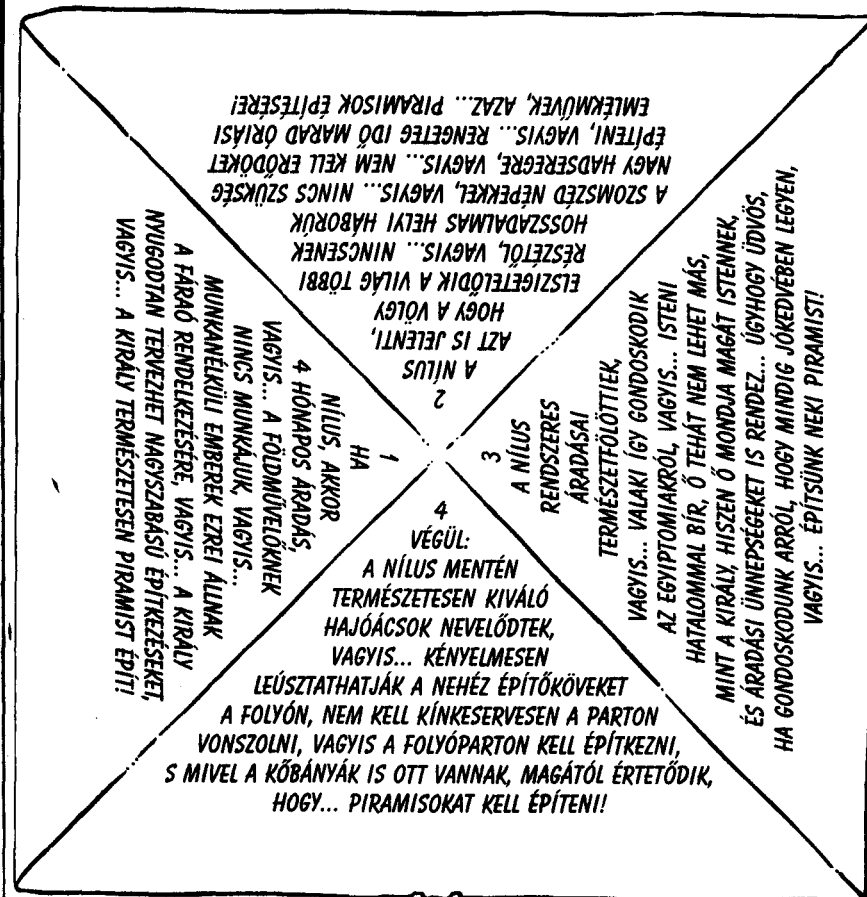 1
HA
NÍLUS, AKKOR
4 HÓNAPOS ÁRADÁS,
VAGYIS... A FÖLDMŰVELŐKNEK
NINCS MUNKÁJUK, VAGYIS...
MUNKANÉLKÜLI EMBEREK EZREI ÁLLNAK
A FÁRAÓ RENDELKEZÉSÉRE, VAGYIS... A KIRÁLY
NYUGODTAN TERVEZHET NAGYSZABÁSÚ ÉPÍTKEZÉSEKET,
VAGYIS... A KIRÁLY TERMÉSZETESEN PIRAMIST ÉPÍT!
2
A NÍLUS
AZT IS JELENTI,
HOGY A VÖLGY
ELSZIGETELŐDIK A VILÁG TÖBBI
RÉSZÉTŐL, VAGYIS... NINCSENEK
HOSSZADALMAS HELYI HÁBORÚK
A SZOMSZÉD NÉPEKKEL, VAGYIS... NINCS SZÜKSÉG
NAGY HADSEREGRE, VAGYIS... NEM KELL ERŐDÖKET
ÉPÍTENI, VAGYIS... RENGETEG IDŐ MARAD ÓRIÁSI
EMLÉKMŰVEK, AZAZ... PIRAMISOK ÉPÍTÉSÉRE!
3
A NÍLUS
RENDSZERES
ÁRADÁSAI
TERMÉSZETFÖLÖTTIEK,
VAGYIS... VALAKI ÍGY GONDOSKODIK
AZ EGYIPTOMIAKRÓL, VAGYIS... ISTENI
HATALOMMAL BÍR, Ő TEHÁT NEM LEHET MÁS,
MINT A KIRÁLY, HISZEN Ő MONDJA MAGÁT ISTENNEK,
ÉS ÁRADÁSI ÜNNEPSÉGEKET IS RENDEZ... ÚGYHOGY ÜDVÖS,
HA GONDOSKODUNK ARRÓL, HOGY MINDIG JÓKEDVÉBEN LEGYEN,
VAGYIS... ÉPÍTSÜNK NEKI PIRAMIST!
4
VÉGÜL:
A NÍLUS MENTÉN
TERMÉSZETESEN KIVÁLÓ
HAJÓÁCSOK NEVELŐDTEK,
VAGYIS... KÉNYELMESEN
LEÚSZTATHATJÁK A NEHÉZ ÉPÍTŐKÖVEKET
A FOLYÓN, NEM KELL KÍNKESERVESEN A PARTON
VONSZOLNI, VAGYIS A FOLYÓPARTON KELL ÉPÍTKEZNI,
S MIVEL A KŐBÁNYÁK IS OTT VANNAK, MAGÁTÓL ÉRTETŐDIK,
HOGY... PIRAMISOKAT KELL ÉPÍTENI!